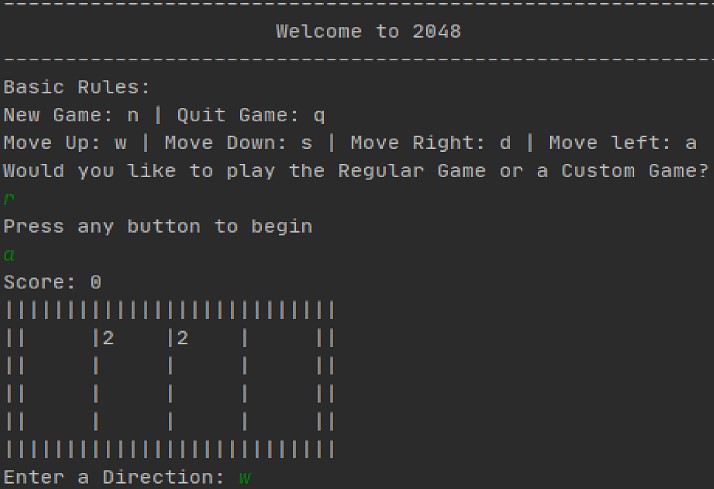 ----------------------------------------------------------
Welcome to 2048
----------------------------------------------------------
Basic Rules:
New Game: n | Quit Game: q
Move Up: w | Move Down: s | Move Right: d | Move left: a
Would you like to play the Regular Game or a Custom Game?
r
Press any button to begin
a
Score: 0
|||||||||||||||||||||||||||
||     |2    |2    |     ||
||     |     |     |     ||
||     |     |     |     ||
||     |     |     |     ||
|||||||||||||||||||||||||||
Enter a Direction: w